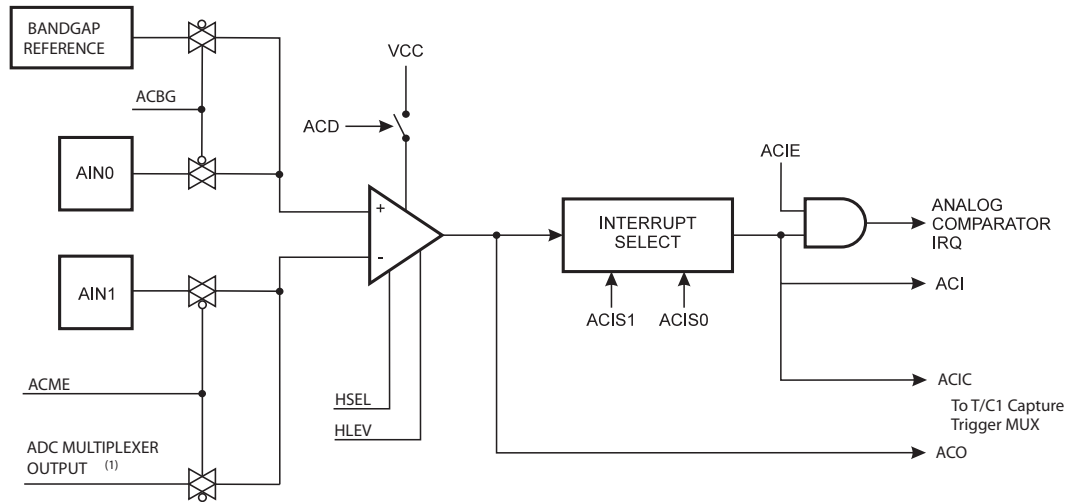 BANDGAP
REFERENCE
VCC
ACBG
ACD
AIN0
ACIE
+
INTERRUPT
SELECT
ANALOG
COMPARATOR
IRQ
-
AIN1
ACI
ACIS1 ACIS0
ACME
HSEL
ACIC
HLEV
To T/C1 Capture
Trigger MUX
ADC MULTIPLEXER
OUTPUT (1)
ACO